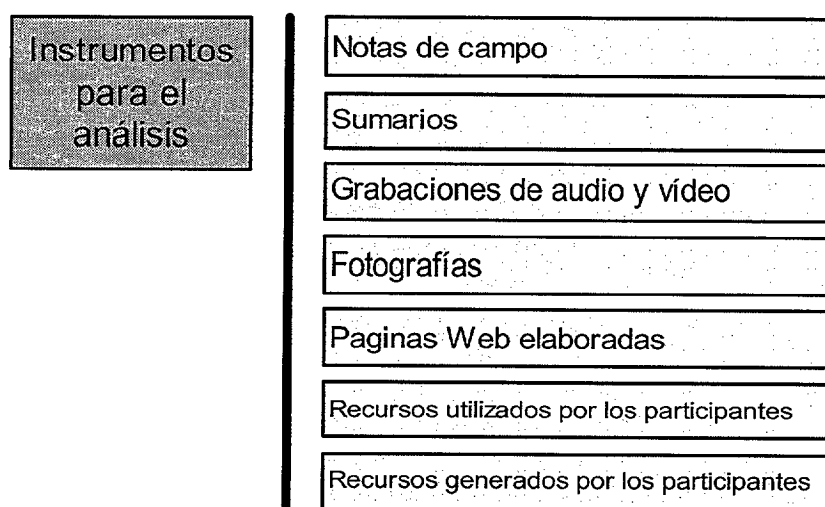 Instrumentos
para el
análisis
Notas de campo
Sumarios
Grabaciones de audio y vídeo
Fotografías
Paginas Web elaboradas
Recursos utilizados por los participantes
Recursos generados por los participantes